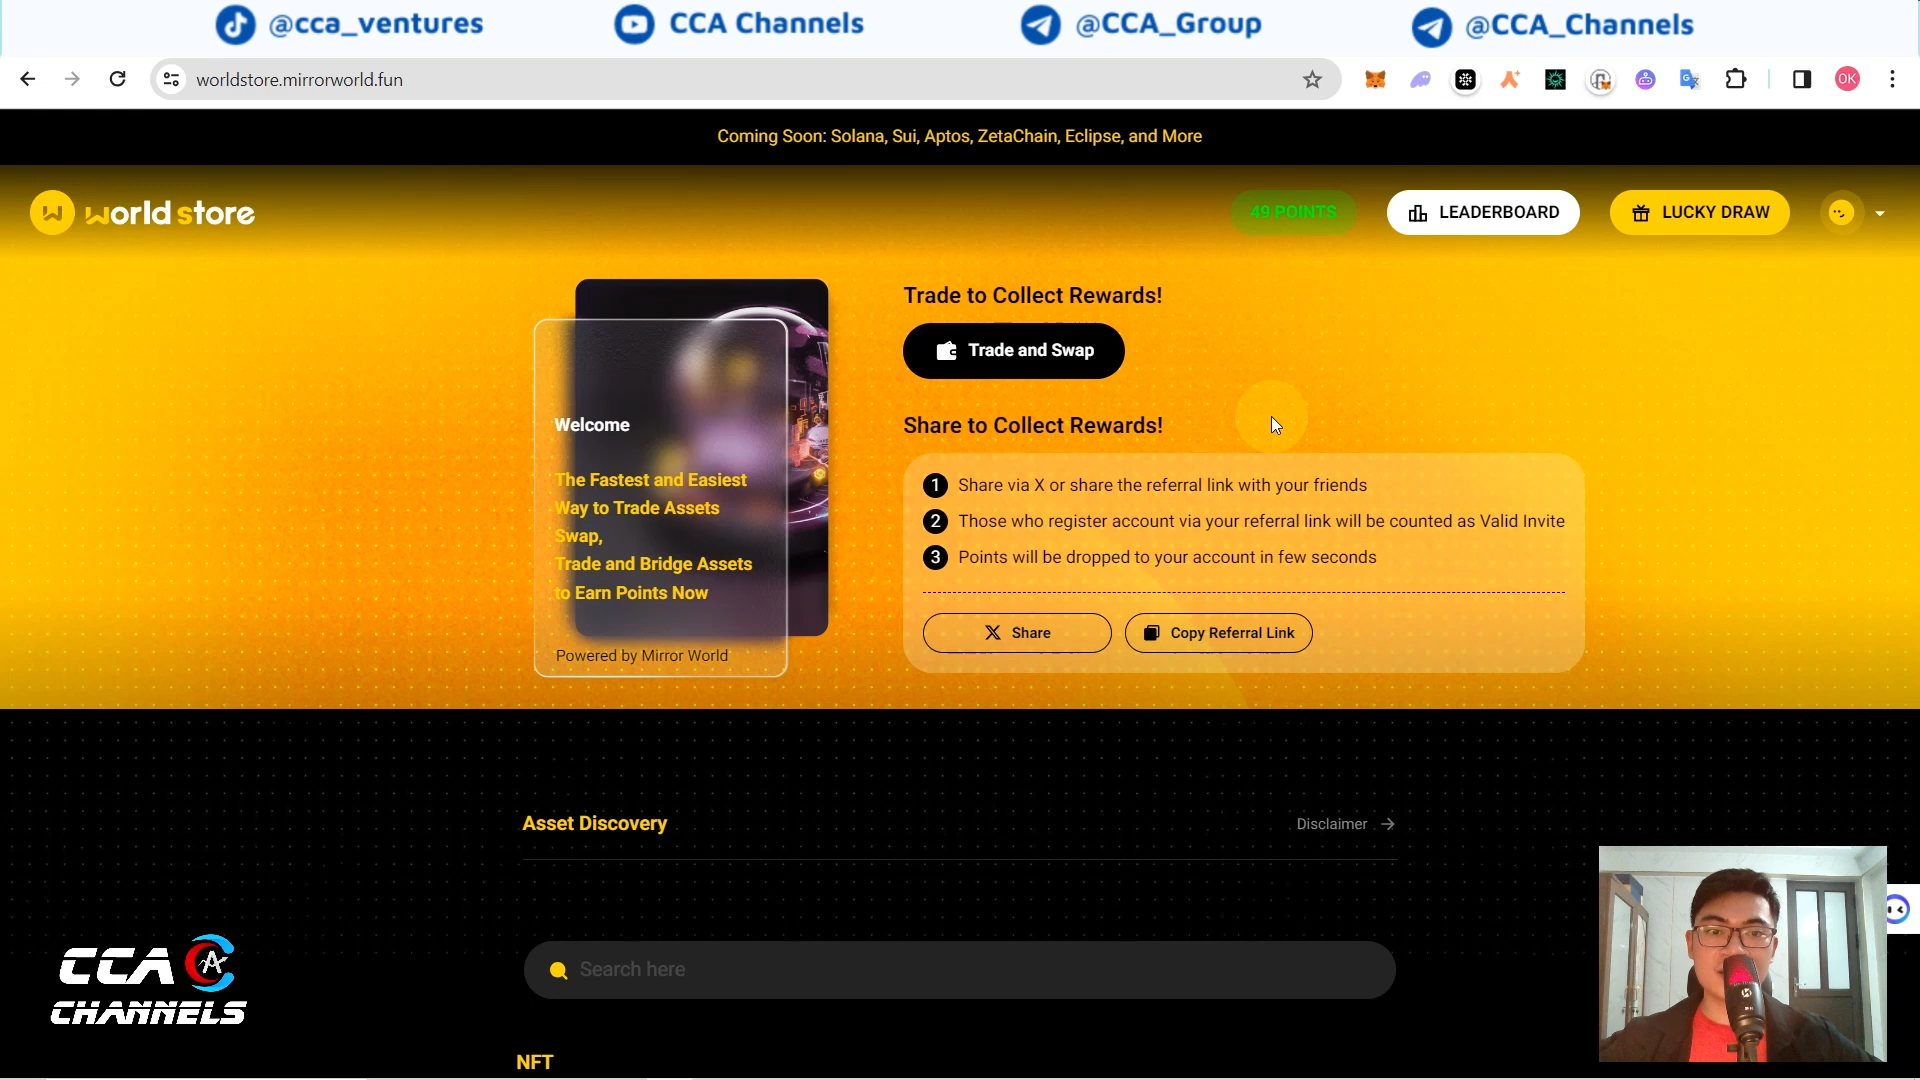 @cca_ventures
CCA Channels
@CCA_Group
@CCA_Channels
worldstore.mirrorworld.fun
OK
Coming Soon: Solana, Sui, Aptos, ZetaChain, Eclipse, and More
world store
49 POINTS
LEADERBOARD
LUCKY DRAW
Welcome
The Fastest and Easiest
Way to Trade Assets
Swap,
Trade and Bridge Assets
to Earn Points Now
Powered by Mirror World
Trade to Collect Rewards!
Trade and Swap
Share to Collect Rewards!
1 Share via X or share the referral link with your friends
2 Those who register account via your referral link will be counted as Valid Invite
3 Points will be dropped to your account in few seconds
Share
Copy Referral Link
Asset Discovery
Disclaimer
Search here
NFT
CCA
CHANNELS